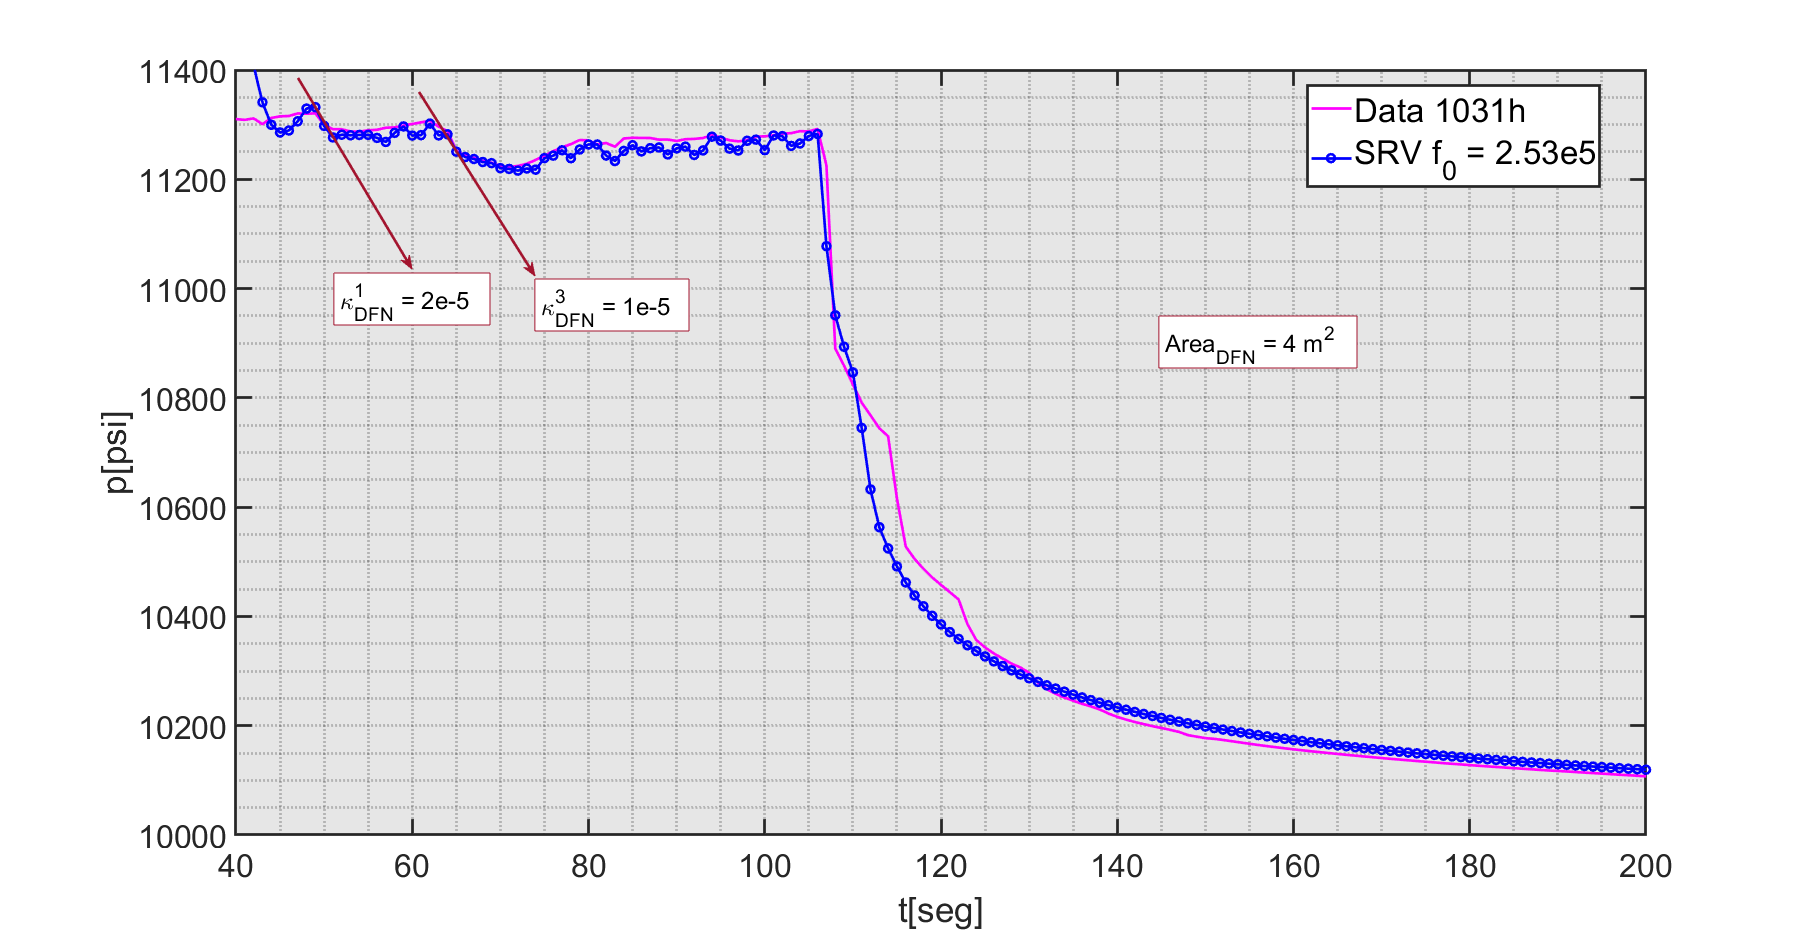 11400
11200
11000
10800
10600
10400
10200
10000
p[psi]
40 60 80 100 120 140 160 180 200
t[seg]
Data 1031h
SRV f0 = 2.53e5
κ1DFN = 2e-5
κ3DFN = 1e-5
AreaDFN = 4 m2